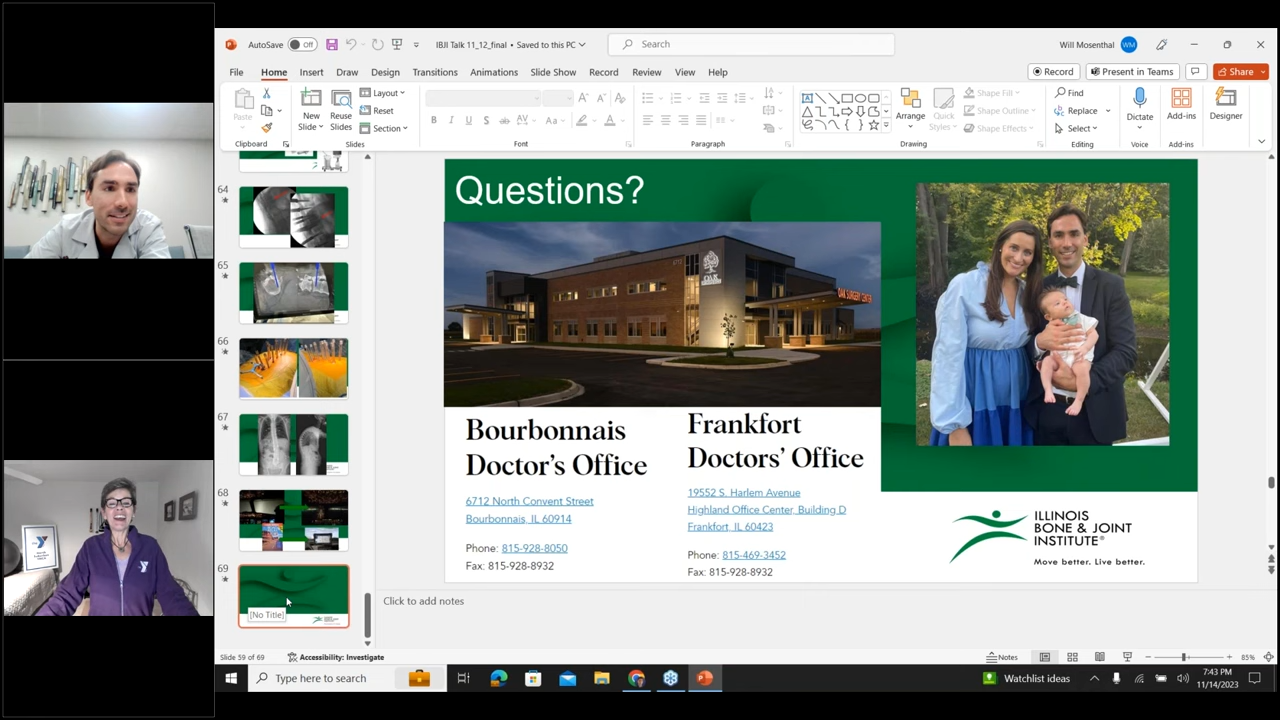 AutoSave
Off
IBJI Talk 11_12_final • Saved to this PC
Search
Will Mosenthal
WM
File
Home
Insert
Draw
Design
Transitions
Animations
Slide Show
Record
Review
View
Help
Record
Present in Teams
Share
Paste
New
Slide
Reuse
Slides
Layout
Reset
Section
B I U S ab AV Aa A
Arrange
Quick
Styles
Shape Fill
Shape Outline
Shape Effects
Find
Replace
Select
Dictate
Add-ins
Designer
Clipboard
Slides
Font
Paragraph
Drawing
Editing
Voice
Add-ins
64
65
66
67
68
69
[No Title]
Questions?
OAK
OAK SURGERY CENTER
Bourbonnais
Doctor's Office
6712 North Convent Street
Bourbonnais, IL 60914
Phone: 815-928-8050
Fax: 815-928-8932
Frankfort
Doctors' Office
19552 S. Harlem Avenue
Highland Office Center, Building D
Frankfort, IL 60423
Phone: 815-469-3452
Fax: 815-928-8932
ILLINOIS
BONE & JOINT
INSTITUTE®
Move better. Live better.
Click to add notes
Slide 59 of 69
Accessibility: Investigate
Notes
85%
Type here to search
Watchlist ideas
7:43 PM
11/14/2023